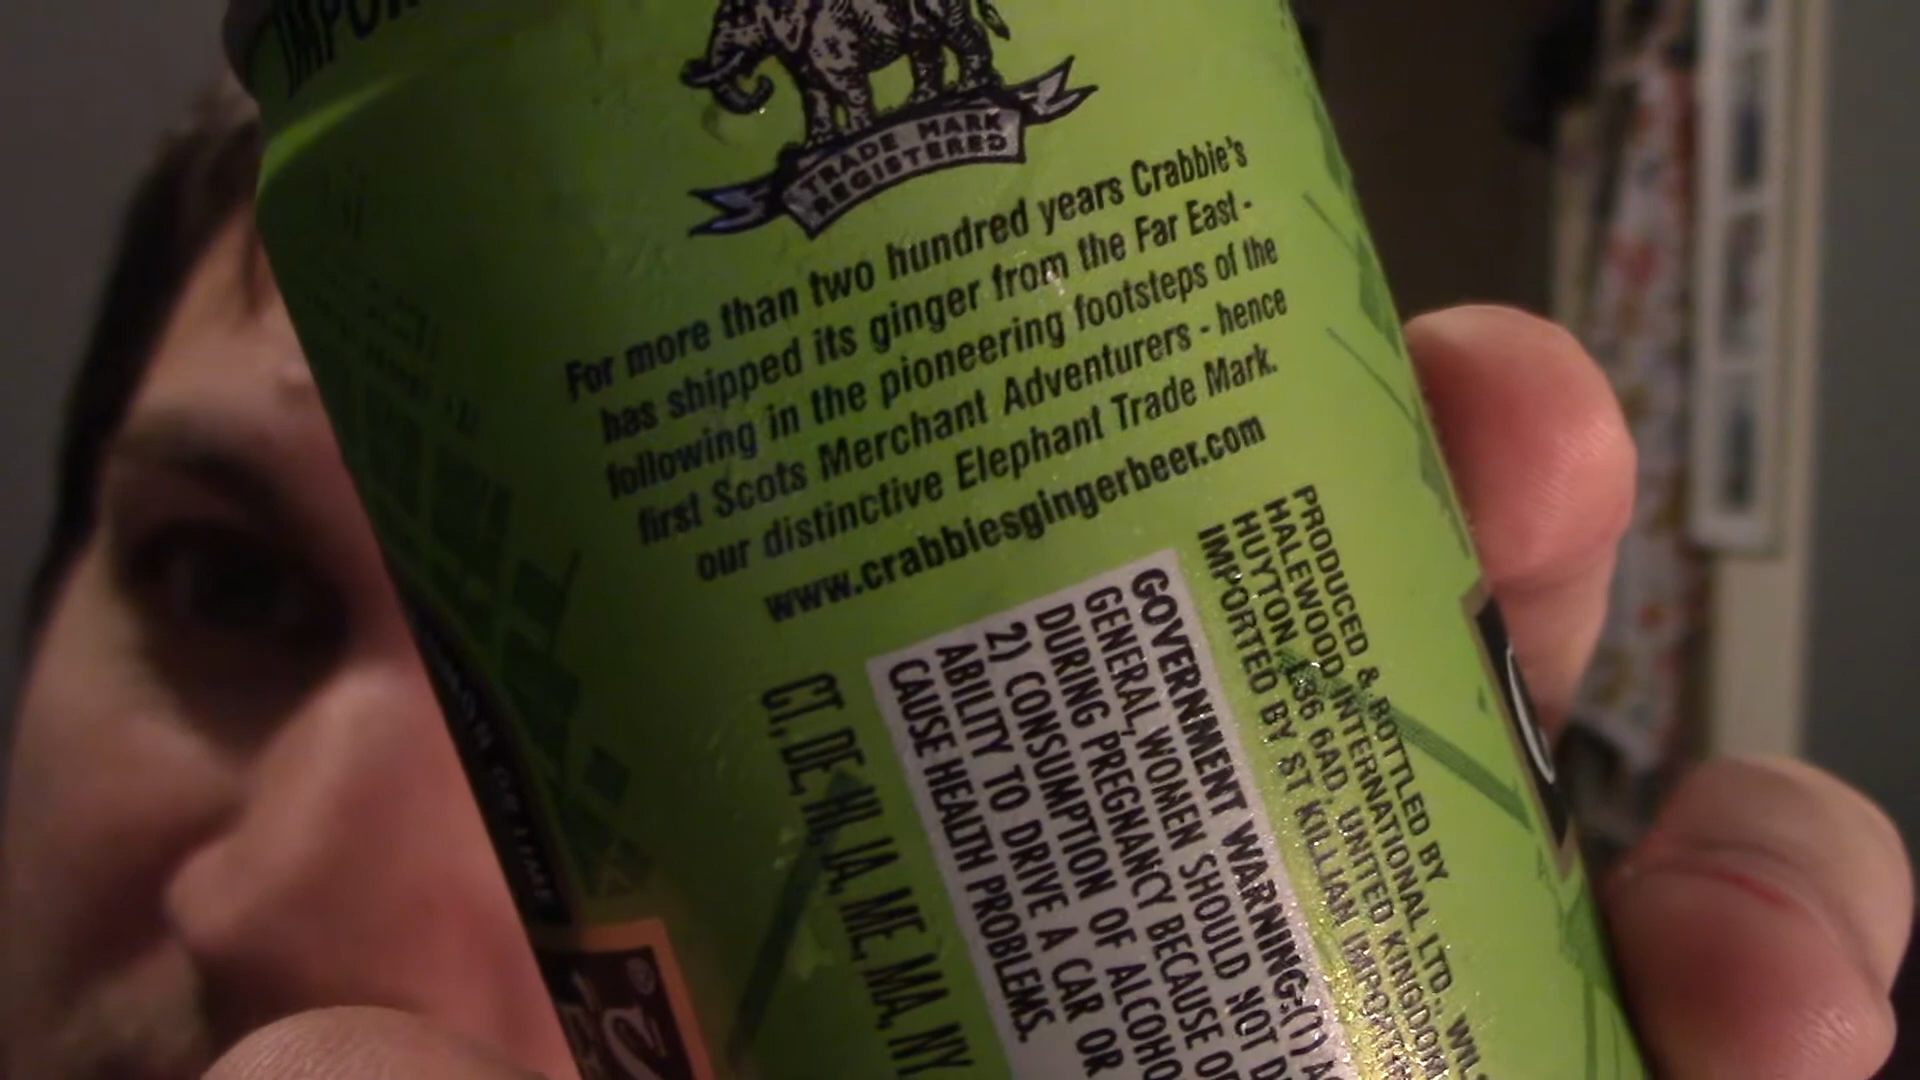 TRADE MARK
REGISTERED
For more than two hundred years Crabbie's
has shipped its ginger from the Far East -
following in the pioneering footsteps of the
first Scots Merchant Adventurers - hence
our distinctive Elephant Trade Mark.
www.crabbiesgingerbeer.com
PRODUCED & BOTTLED BY
HALEWOOD INTERNATIONAL LTD. WILS
HUYTON L36 6AD, UNITED KINGDOM
IMPORTED BY ST KILLIAN IMPORTI
GOVERNMENT WARNING:(1) AC
GENERAL, WOMEN SHOULD NOT D
DURING PREGNANCY BECAUSE O
2) CONSUMPTION OF ALCOHO
ABILITY TO DRIVE A CAR OR
CAUSE HEALTH PROBLEMS.
CT, DE, HI, IA, ME, MA, NY